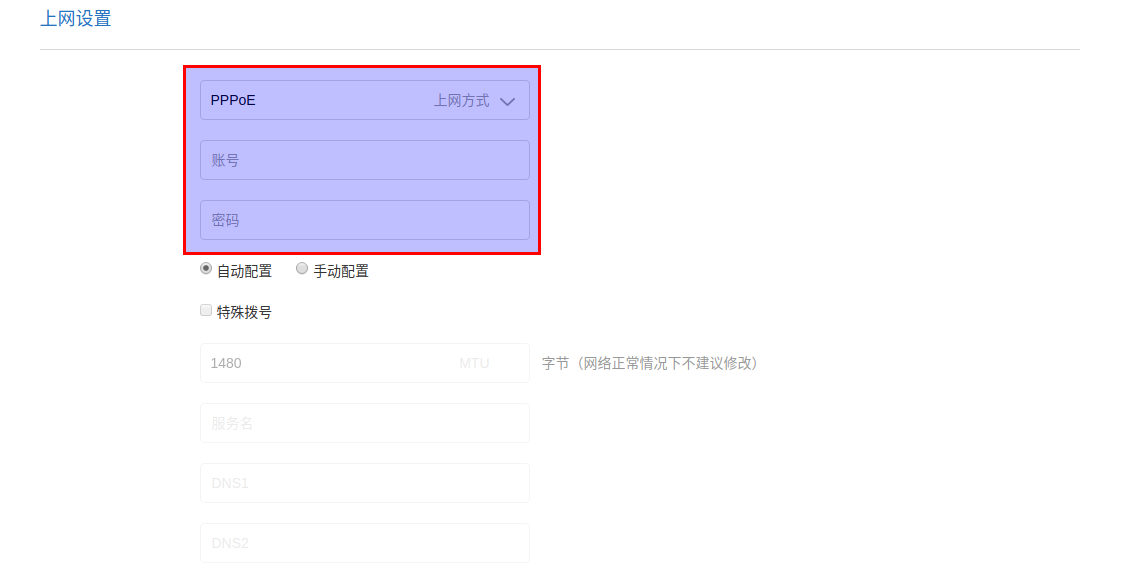 上网设置
PPPoE 上网方式
账号
密码
自动配置 手动配置
特殊拨号
1480 MTU 字节（网络正常情况下不建议修改）
服务名
DNS1
DNS2